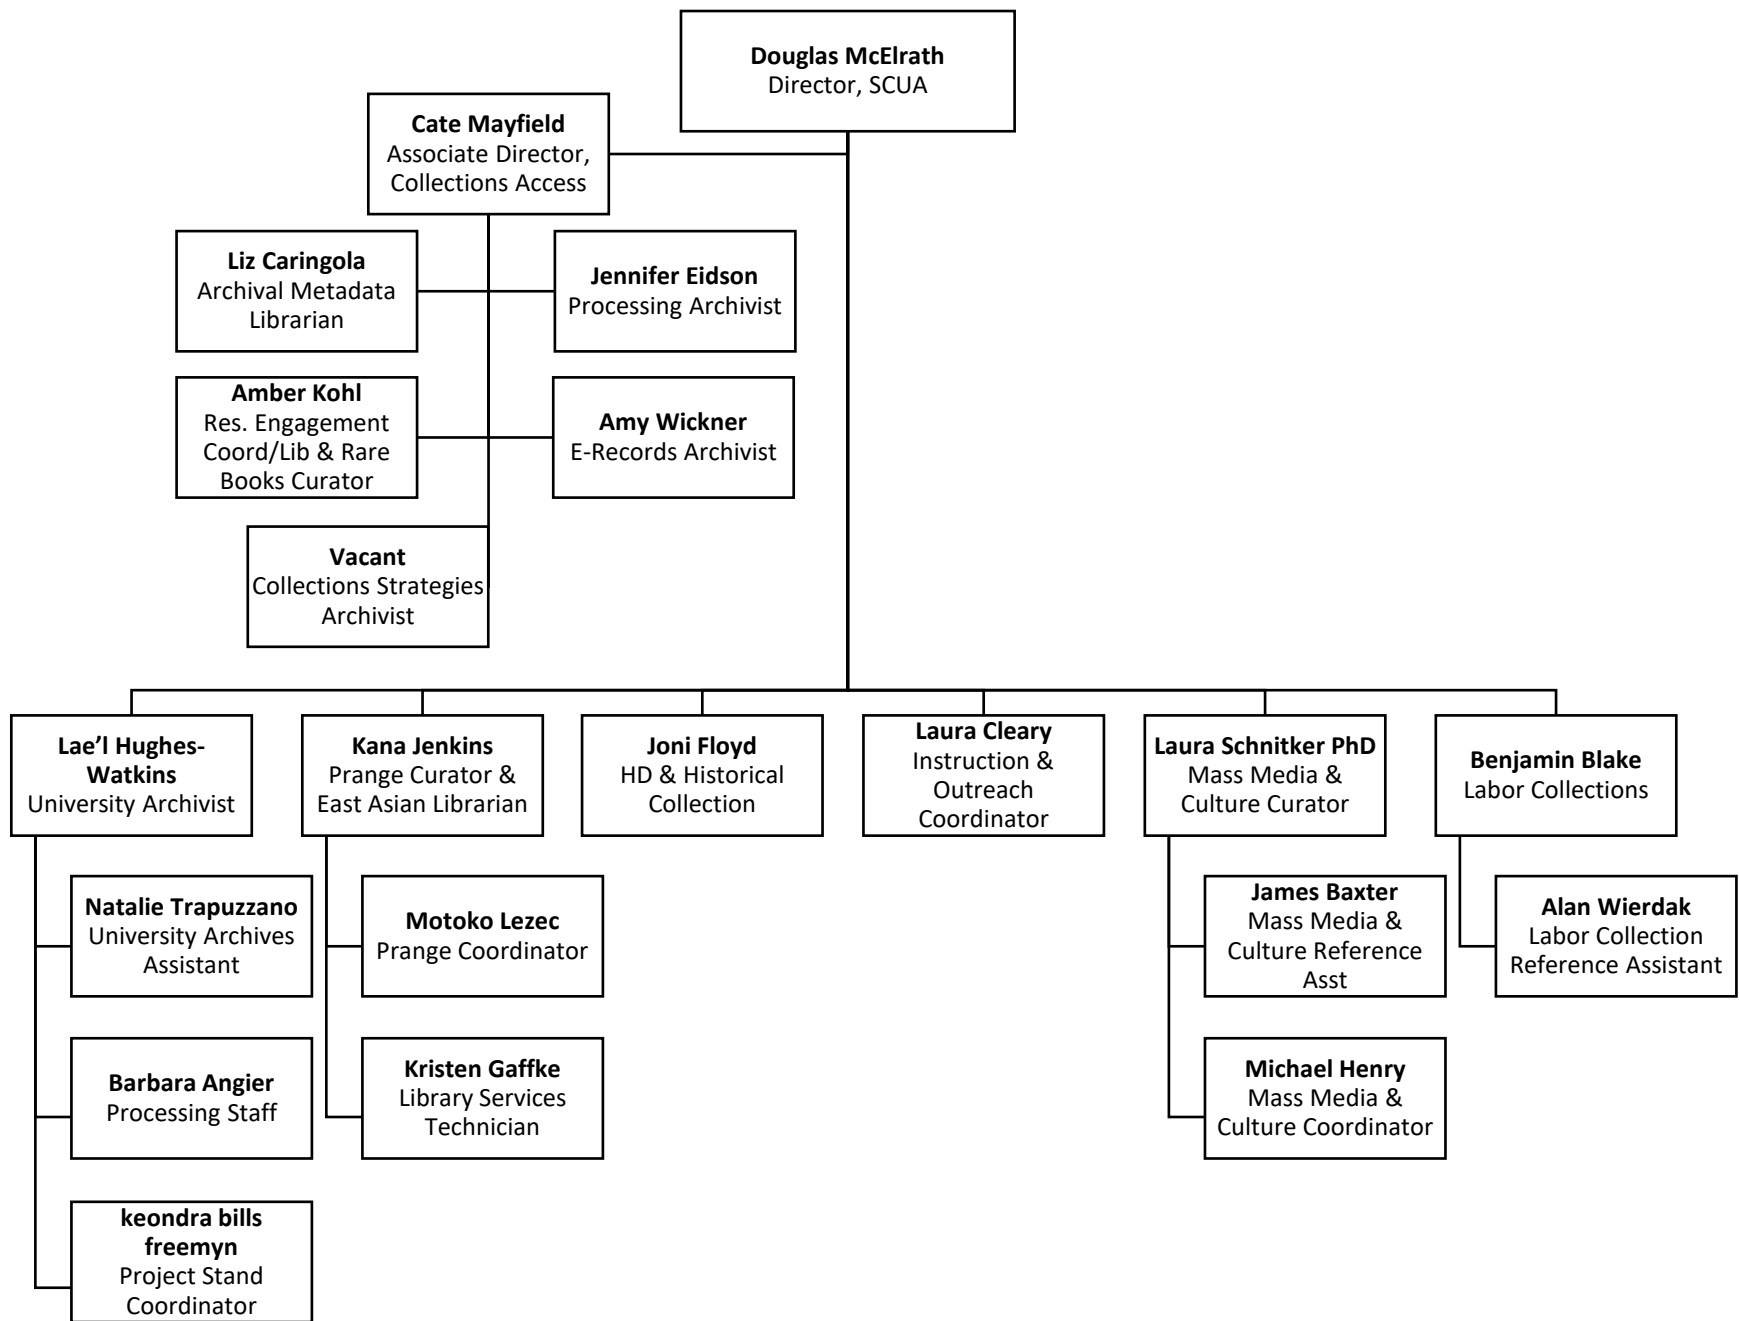 Douglas McElrath
Director, SCUA
Cate Mayfield
Associate Director,
Collections Access
Liz Caringola
Archival Metadata
Librarian
Jennifer Eidson
Processing Archivist
Amber Kohl
Res. Engagement
Coord/Lib & Rare
Books Curator
Amy Wickner
E-Records Archivist
Vacant
Collections Strategies
Archivist
Lae’l Hughes-
Watkins
University Archivist
Kana Jenkins
Prange Curator &
East Asian Librarian
Joni Floyd
HD & Historical
Collection
Laura Cleary
Instruction &
Outreach
Coordinator
Laura Schnitker PhD
Mass Media &
Culture Curator
Benjamin Blake
Labor Collections
Natalie Trapuzzano
University Archives
Assistant
Motoko Lezec
Prange Coordinator
James Baxter
Mass Media &
Culture Reference
Asst
Alan Wierdak
Labor Collection
Reference Assistant
Barbara Angier
Processing Staff
Kristen Gaffke
Library Services
Technician
Michael Henry
Mass Media &
Culture Coordinator
keondra bills
freemyn
Project Stand
Coordinator